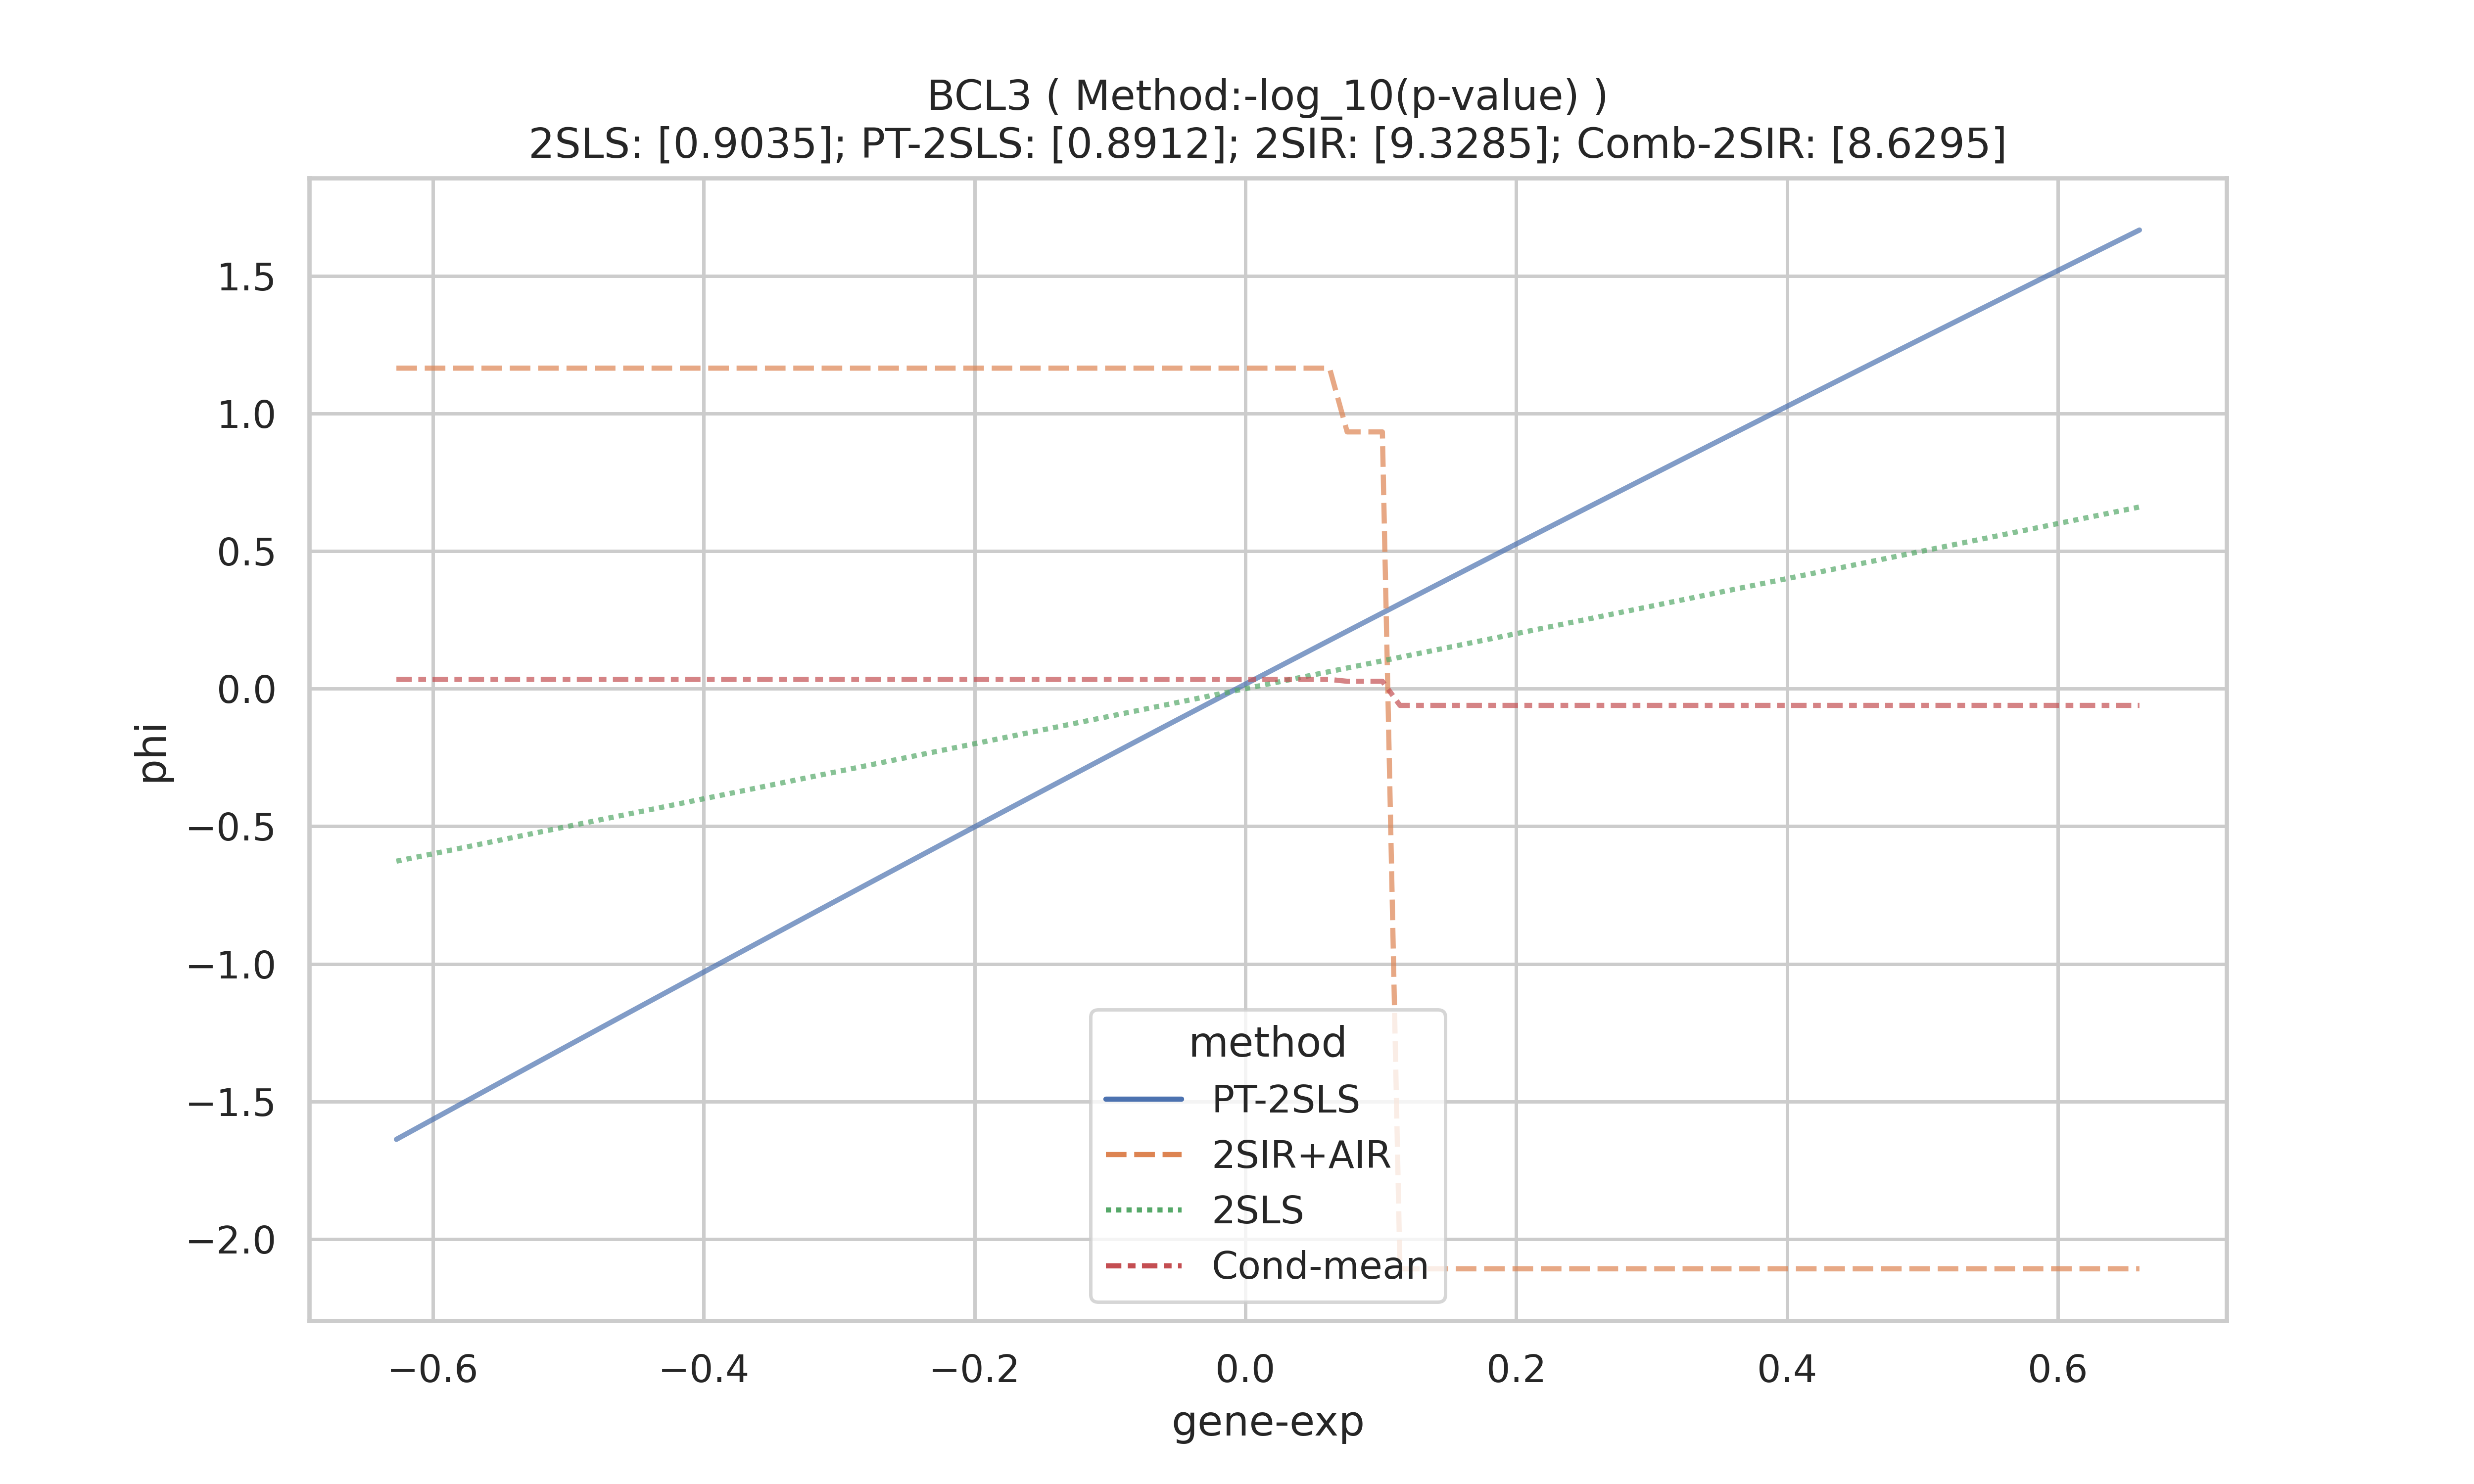 BCL3 ( Method:-log_10(p-value) )
2SLS: [0.9035]; PT-2SLS: [0.8912]; 2SIR: [9.3285]; Comb-2SIR: [8.6295]
1.5
1.0
0.5
0.0
−0.5
−1.0
−1.5
−2.0
phi
method
PT-2SLS
2SIR+AIR
2SLS
Cond-mean
−0.6 −0.4 −0.2 0.0 0.2 0.4 0.6
gene-exp